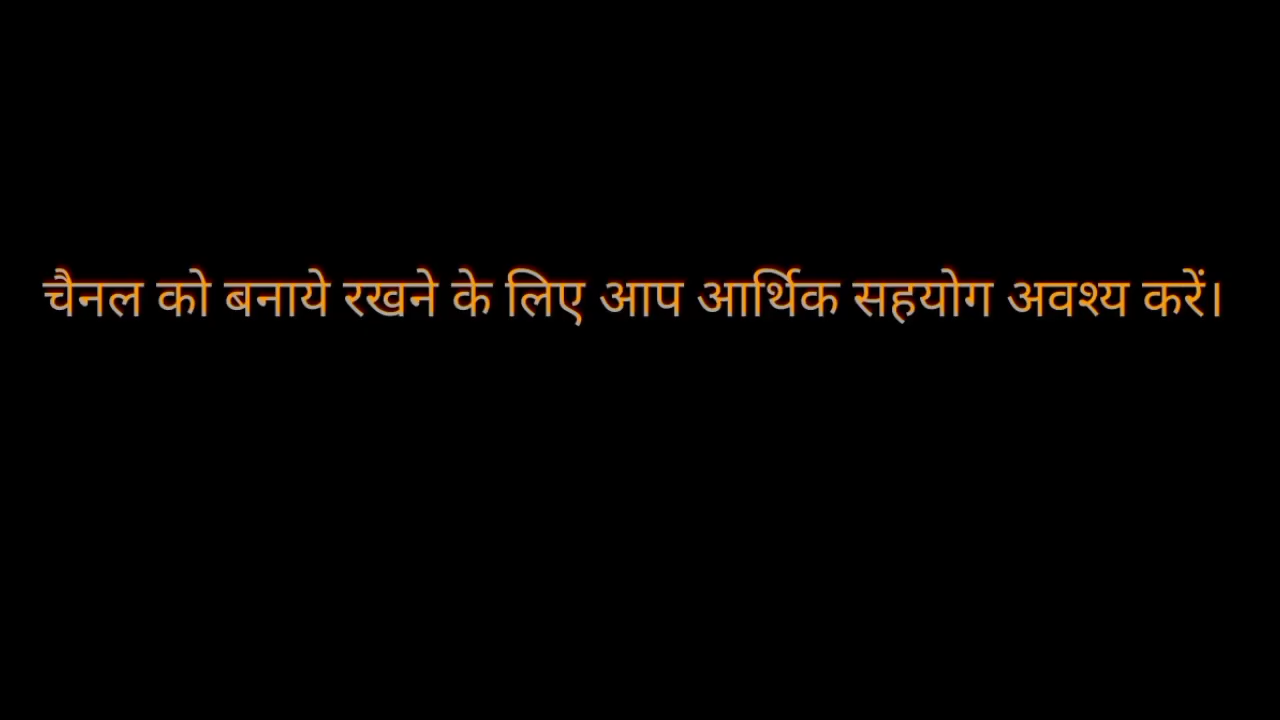 चैनल को बनाये रखने के लिए आप आर्थिक सहयोग अवश्य करें।